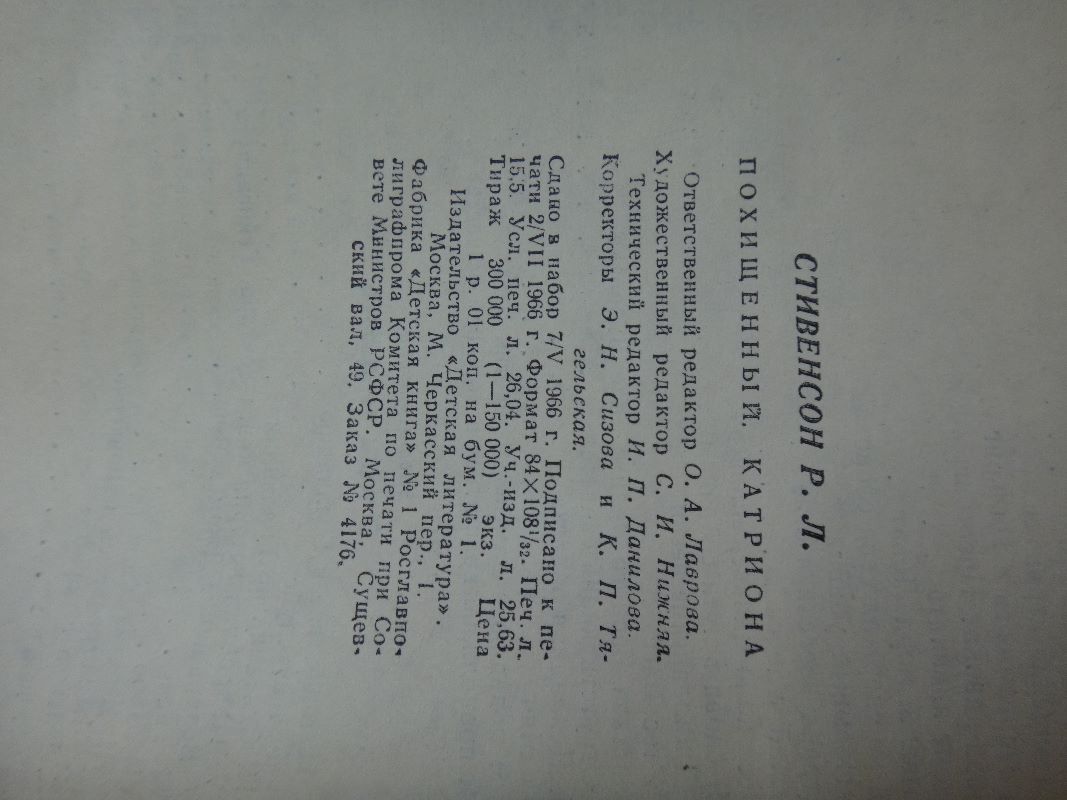 СТИВЕНСОН Р. Л.
ПОХИЩЕННЫЙ. КАТРИОНА
Ответственный редактор О. А. Лаврова.
Художественный редактор С. И. Нижняя.
Технический редактор И. П. Данилова.
Корректоры Э. Н. Сизова и К. П. Тя-
гельская.
Сдано в набор 7/V 1966 г. Подписано к пе-
чати 2/VII 1966 г. Формат 84×108¹/₃₂. Печ. л.
15,5. Усл. печ. л. 26,04. Уч.-изд. л. 25,63.
Тираж 300 000 (1—150 000) экз. Цена
1 р. 01 коп. на бум. № 1.
Издательство «Детская литература».
Москва, М. Черкасский пер., 1.
Фабрика «Детская книга» № 1 Росглавпо-
лиграфпрома Комитета по печати при Со-
вете Министров РСФСР. Москва, Сущев-
ский вал, 49. Заказ № 4176.